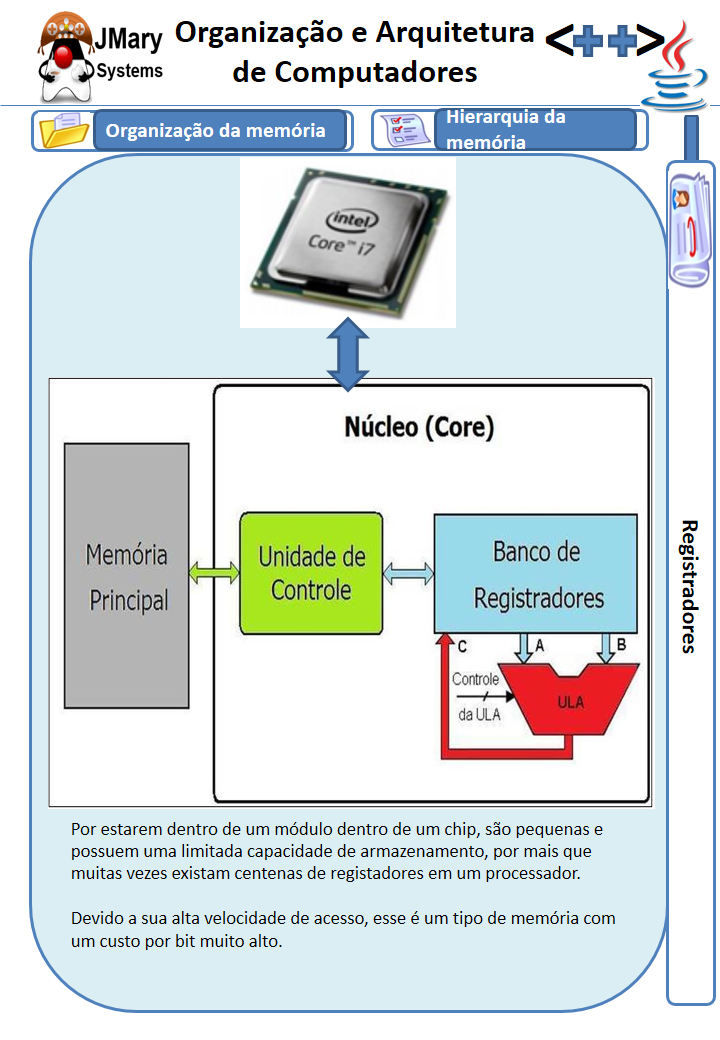 JMary
Systems
Organização e Arquitetura
de Computadores
<++>
Java
Organização da memória
Hierarquia da
memória
intel
Core™ i7
Núcleo (Core)
Memória
Principal
Unidade de
Controle
Banco de
Registradores
C
A
B
Controle
da ULA
ULA
Registradores
Por estarem dentro de um módulo dentro de um chip, são pequenas e
possuem uma limitada capacidade de armazenamento, por mais que
muitas vezes existam centenas de registadores em um processador.
Devido a sua alta velocidade de acesso, esse é um tipo de memória com
um custo por bit muito alto.